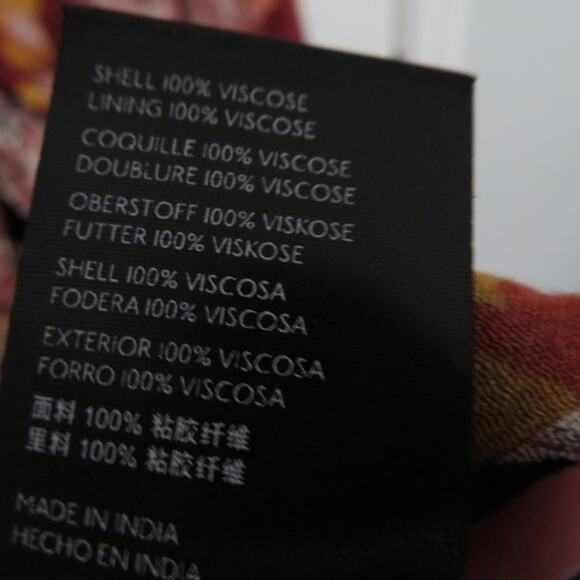 SHELL 100% VISCOSE
LINING 100% VISCOSE
COQUILLE 100% VISCOSE
DOUBLURE 100% VISCOSE
OBERSTOFF 100% VISKOSE
FUTTER 100% VISKOSE
SHELL 100% VISCOSA
FODERA 100% VISCOSA
EXTERIOR 100% VISCOSA
FORRO 100% VISCOSA
面料 100% 粘胶纤维
里料 100% 粘胶纤维
MADE IN INDIA
HECHO EN INDIA